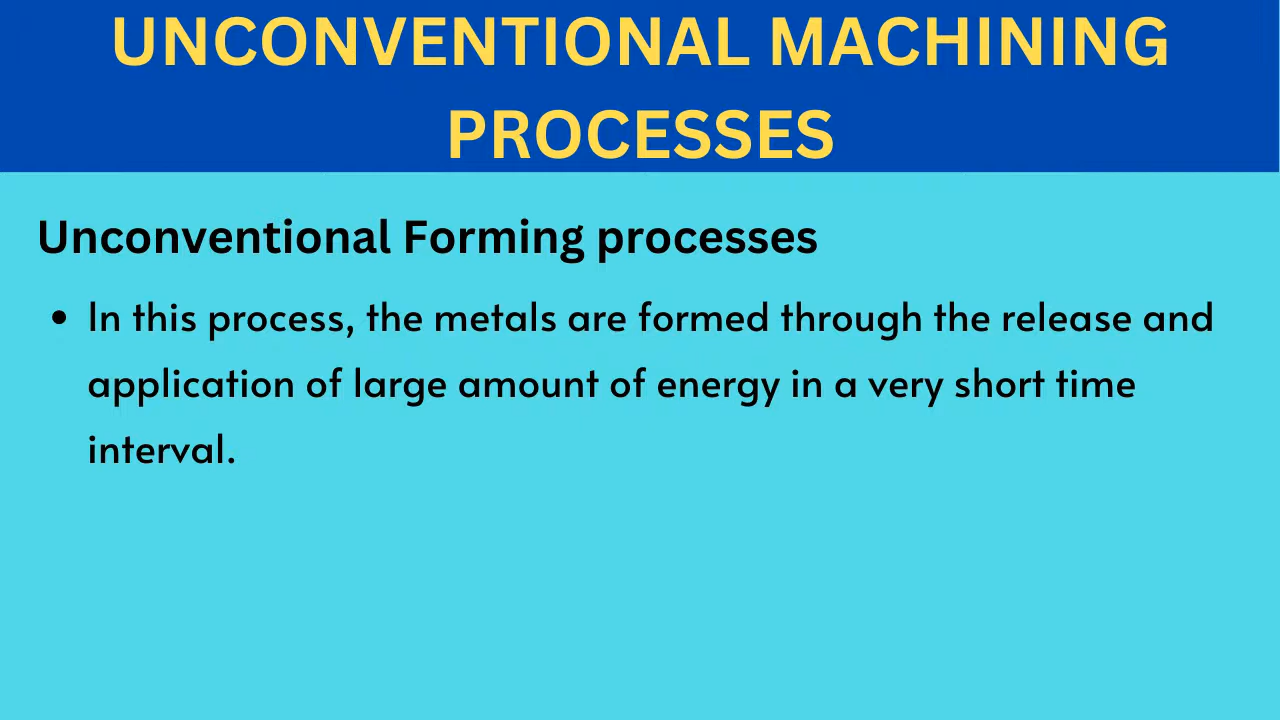 UNCONVENTIONAL MACHINING
PROCESSES
Unconventional Forming processes
• In this process, the metals are formed through the release and
application of large amount of energy in a very short time
interval.